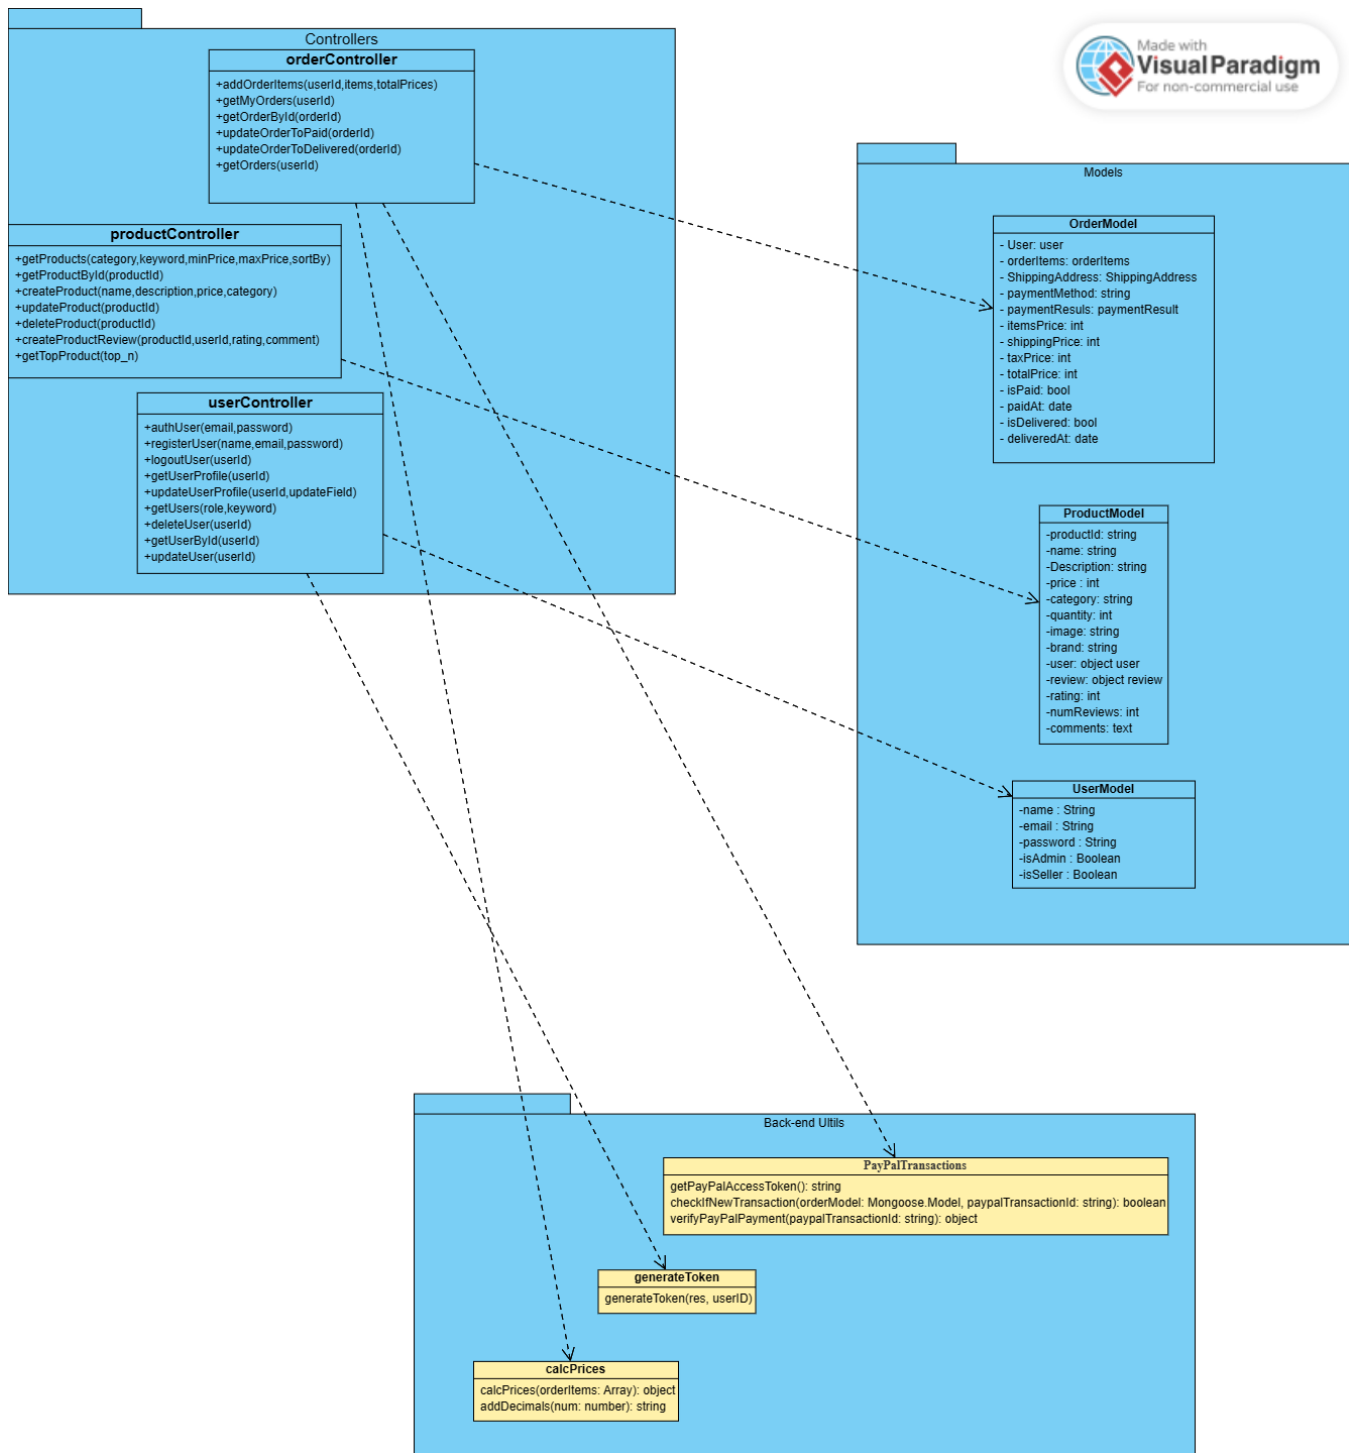 Controllers
orderController
+addOrderItems(userId,items,totalPrices)
+getMyOrders(userId)
+getOrderById(orderId)
+updateOrderToPaid(orderId)
+updateOrderToDelivered(orderId)
+getOrders(userId)
productController
+getProducts(category,keyword,minPrice,maxPrice,sortBy)
+getProductById(productId)
+createProduct(name,description,price,category)
+updateProduct(productId)
+deleteProduct(productId)
+createProductReview(productId,userId,rating,comment)
+getTopProduct(top_n)
userController
+authUser(email,password)
+registerUser(name,email,password)
+logoutUser(userId)
+getUserProfile(userId)
+updateUserProfile(userId,updateField)
+getUsers(role,keyword)
+deleteUser(userId)
+getUserById(userId)
+updateUser(userId)
Made with
Visual Paradigm
For non-commercial use
Models
OrderModel
- User: user
- orderItems: orderItems
- ShippingAddress: ShippingAddress
- paymentMethod: string
- paymentResuls: paymentResult
- itemsPrice: int
- shippingPrice: int
- taxPrice: int
- totalPrice: int
- isPaid: bool
- paidAt: date
- isDelivered: bool
- deliveredAt: date
ProductModel
-productId: string
-name: string
-Description: string
-price : int
-category: string
-quantity: int
-image: string
-brand: string
-user: object user
-review: object review
-rating: int
-numReviews: int
-comments: text
UserModel
-name : String
-email : String
-password : String
-isAdmin : Boolean
-isSeller : Boolean
Back-end Ultils
PayPalTransactions
getPayPalAccessToken(): string
checkIfNewTransaction(orderModel: Mongoose.Model, paypalTransactionId: string): boolean
verifyPayPalPayment(paypalTransactionId: string): object
generateToken
generateToken(res, userID)
calcPrices
calcPrices(orderItems: Array): object
addDecimals(num: number): string